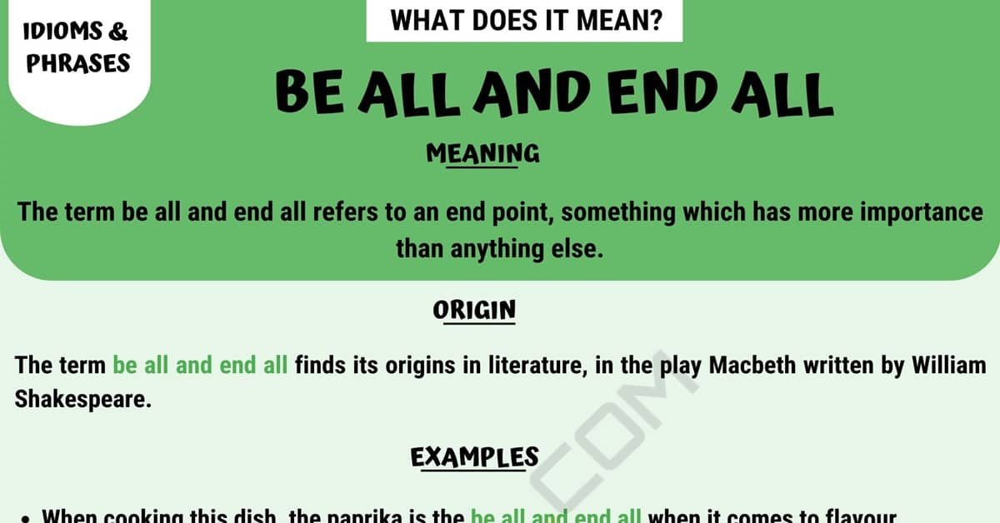 IDIOMS &
PHRASES
WHAT DOES IT MEAN?
BE ALL AND END ALL
MEANING
The term be all and end all refers to an end point, something which has more importance
than anything else.
ORIGIN
The term be all and end all finds its origins in literature, in the play Macbeth written by William
Shakespeare.
COM
EXAMPLES
• When cooking this dish, the paprika is the be all and end all when it comes to flavour